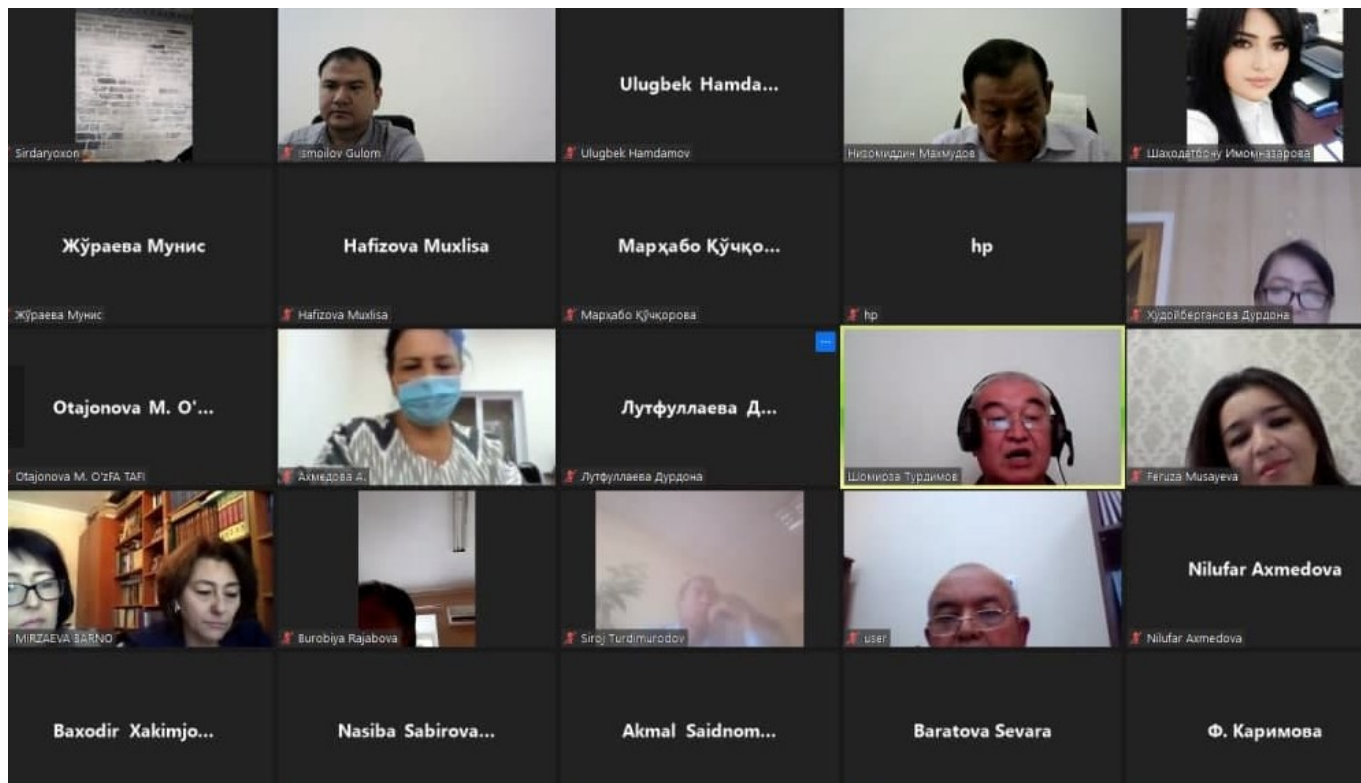 Sirdaryoxon
Ismoilov Gulom
Ulugbek Hamda...
Ulugbek Hamdamov
Низомиддин Махмудов
Шаходатбону Имомназарова
Жўраева Мунис
Жўраева Мунис
Hafizova Muxlisa
Hafizova Muxlisa
Марҳабо Қўчқо...
Марҳабо Қўчқорова
hp
hp
Худойберганова Дурдона
Otajonova M. O'...
Otajonova M. O'zFA TAFI
Ахмедова А.
Лутфуллаева Д...
Лутфуллаева Дурдона
Шомирза Турдимов
Feruza Musayeva
MIRZAEVA BARNO
Burobiya Rajabova
Siroj Turdimurodov
user
Nilufar Axmedova
Nilufar Axmedova
Baxodir Xakimjo...
Nasiba Sabirova...
Akmal Saidnom...
Baratova Sevara
Ф. Каримова